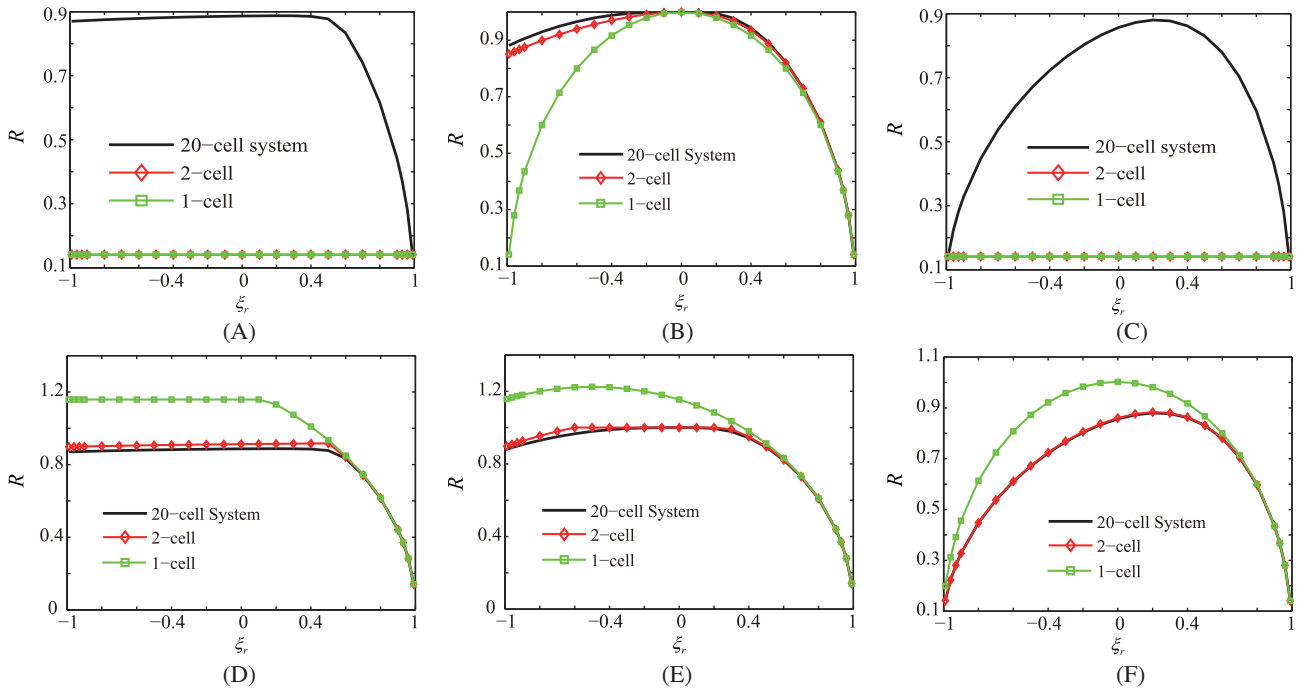 0.9
0.7
0.5
0.3
0.1
R
20−cell system
2−cell
1−cell
−1
−0.4
0
0.4
1
ξr
(A)
0.9
0.7
0.5
0.3
0.1
R
20−cell System
2−cell
1−cell
−1
−0.4
0
0.4
1
ξr
(B)
0.9
0.7
0.5
0.3
0.1
R
20−cell system
2−cell
1−cell
−1
−0.4
0
0.4
1
ξr
(C)
1.2
0.8
0.4
0
R
20−cell System
2−cell
1−cell
−1
−0.4
0
0.4
1
ξr
(D)
1.2
0.8
0.4
0
R
20−cell System
2−cell
1−cell
−1
−0.4
0
0.4
1
ξr
(E)
1.1
0.9
0.7
0.5
0.3
0.1
R
20−cell System
2−cell
1−cell
−1
−0.4
0
0.4
1
ξr
(F)